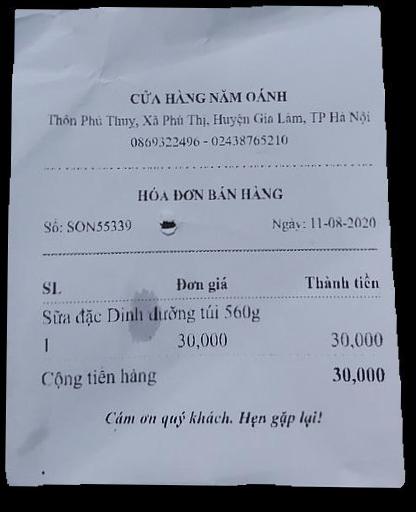 CỬA HÀNG NĂM OÁNH
Thôn Phú Thuỵ, Xã Phú Thị, Huyện Gia Lâm, TP Hà Nội
0869322496 - 02438765210
HÓA ĐƠN BÁN HÀNG
Số: SON55339 Ngày: 11-08-2020
SL Đơn giá Thành tiền
Sữa đặc Dinh dưỡng túi 560g
1 30,000 30,000
Cộng tiền hàng 30,000
Cám ơn quý khách. Hẹn gặp lại!